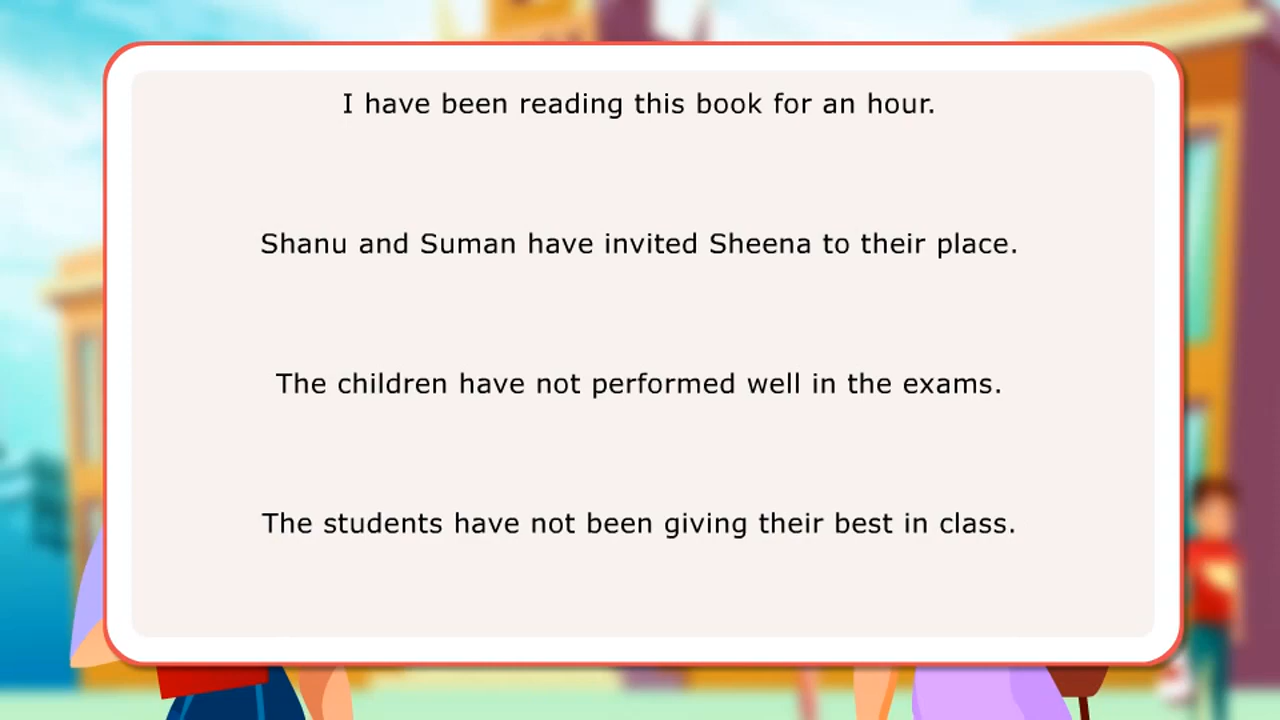 I have been reading this book for an hour.
Shanu and Suman have invited Sheena to their place.
The children have not performed well in the exams.
The students have not been giving their best in class.